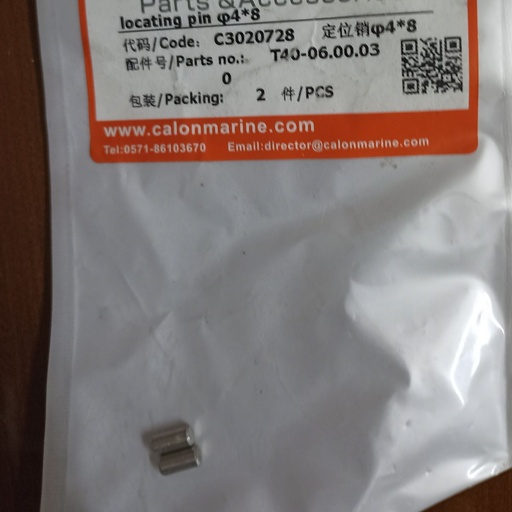 Parts &Accessories
locating pin φ4*8 定位销φ4*8
代码/Code: C3020728
配件号/Parts no.: T40-06.00.03
0
包装/Packing: 2 件/PCS
www.calonmarine.com
Tel:0571-86103670 Email:director@calonmarine.com